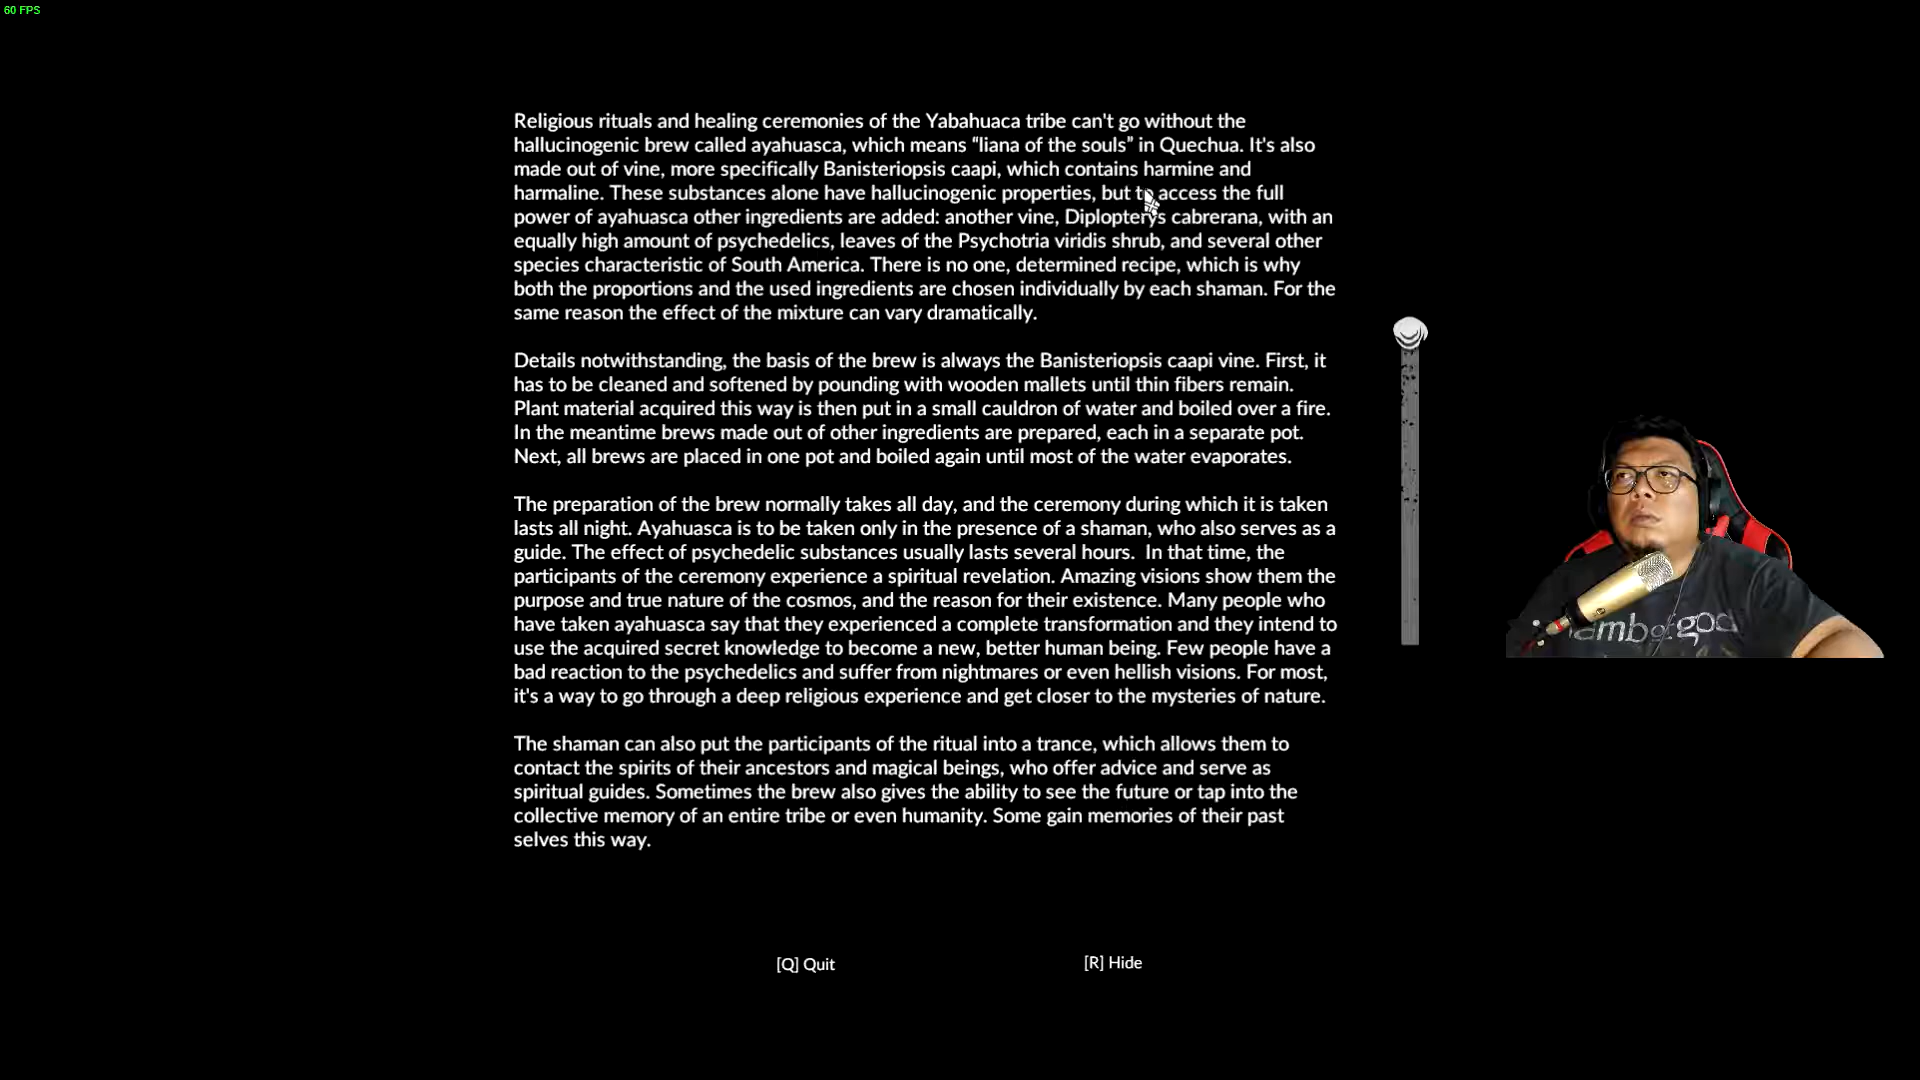 60 FPS
Religious rituals and healing ceremonies of the Yabahuaca tribe can't go without the
hallucinogenic brew called ayahuasca, which means “liana of the souls” in Quechua. It's also
made out of vine, more specifically Banisteriopsis caapi, which contains harmine and
harmaline. These substances alone have hallucinogenic properties, but to access the full
power of ayahuasca other ingredients are added: another vine, Diplopterys cabrerana, with an
equally high amount of psychedelics, leaves of the Psychotria viridis shrub, and several other
species characteristic of South America. There is no one, determined recipe, which is why
both the proportions and the used ingredients are chosen individually by each shaman. For the
same reason the effect of the mixture can vary dramatically.
Details notwithstanding, the basis of the brew is always the Banisteriopsis caapi vine. First, it
has to be cleaned and softened by pounding with wooden mallets until thin fibers remain.
Plant material acquired this way is then put in a small cauldron of water and boiled over a fire.
In the meantime brews made out of other ingredients are prepared, each in a separate pot.
Next, all brews are placed in one pot and boiled again until most of the water evaporates.
The preparation of the brew normally takes all day, and the ceremony during which it is taken
lasts all night. Ayahuasca is to be taken only in the presence of a shaman, who also serves as a
guide. The effect of psychedelic substances usually lasts several hours. In that time, the
participants of the ceremony experience a spiritual revelation. Amazing visions show them the
purpose and true nature of the cosmos, and the reason for their existence. Many people who
have taken ayahuasca say that they experienced a complete transformation and they intend to
use the acquired secret knowledge to become a new, better human being. Few people have a
bad reaction to the psychedelics and suffer from nightmares or even hellish visions. For most,
it's a way to go through a deep religious experience and get closer to the mysteries of nature.
The shaman can also put the participants of the ritual into a trance, which allows them to
contact the spirits of their ancestors and magical beings, who offer advice and serve as
spiritual guides. Sometimes the brew also gives the ability to see the future or tap into the
collective memory of an entire tribe or even humanity. Some gain memories of their past
selves this way.
lamb of god
[Q] Quit
[R] Hide